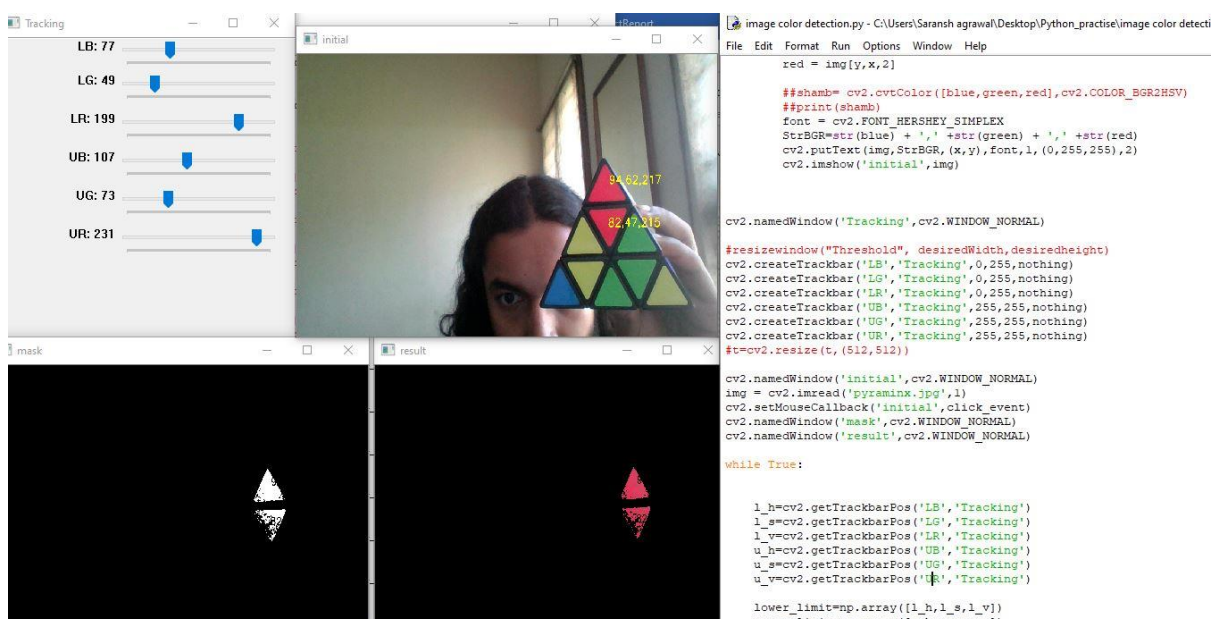 Tracking
LB: 77
LG: 49
LR: 199
UB: 107
UG: 73
UR: 231
rtReport
initial
94,62,217
82,47,215
mask
result
image color detection.py - C:\Users\Saransh agrawal\Desktop\Python_practise\image color detecti
File Edit Format Run Options Window Help
red = img[y,x,2]
##shamb= cv2.cvtColor([blue,green,red],cv2.COLOR_BGR2HSV)
##print(shamb)
font = cv2.FONT_HERSHEY_SIMPLEX
StrBGR=str(blue) + ',' +str(green) + ',' +str(red)
cv2.putText(img,StrBGR,(x,y),font,1,(0,255,255),2)
cv2.imshow('initial',img)
cv2.namedWindow('Tracking',cv2.WINDOW_NORMAL)
#resizewindow("Threshold", desiredWidth,desiredheight)
cv2.createTrackbar('LB','Tracking',0,255,nothing)
cv2.createTrackbar('LG','Tracking',0,255,nothing)
cv2.createTrackbar('LR','Tracking',0,255,nothing)
cv2.createTrackbar('UB','Tracking',255,255,nothing)
cv2.createTrackbar('UG','Tracking',255,255,nothing)
cv2.createTrackbar('UR','Tracking',255,255,nothing)
#t=cv2.resize(t,(512,512))
cv2.namedWindow('initial',cv2.WINDOW_NORMAL)
img = cv2.imread('pyraminx.jpg',1)
cv2.setMouseCallback('initial',click_event)
cv2.namedWindow('mask',cv2.WINDOW_NORMAL)
cv2.namedWindow('result',cv2.WINDOW_NORMAL)
while True:
l_h=cv2.getTrackbarPos('LB','Tracking')
l_s=cv2.getTrackbarPos('LG','Tracking')
l_v=cv2.getTrackbarPos('LR','Tracking')
u_h=cv2.getTrackbarPos('UB','Tracking')
u_s=cv2.getTrackbarPos('UG','Tracking')
u_v=cv2.getTrackbarPos('UR','Tracking')
lower_limit=np.array([l_h,l_s,l_v])